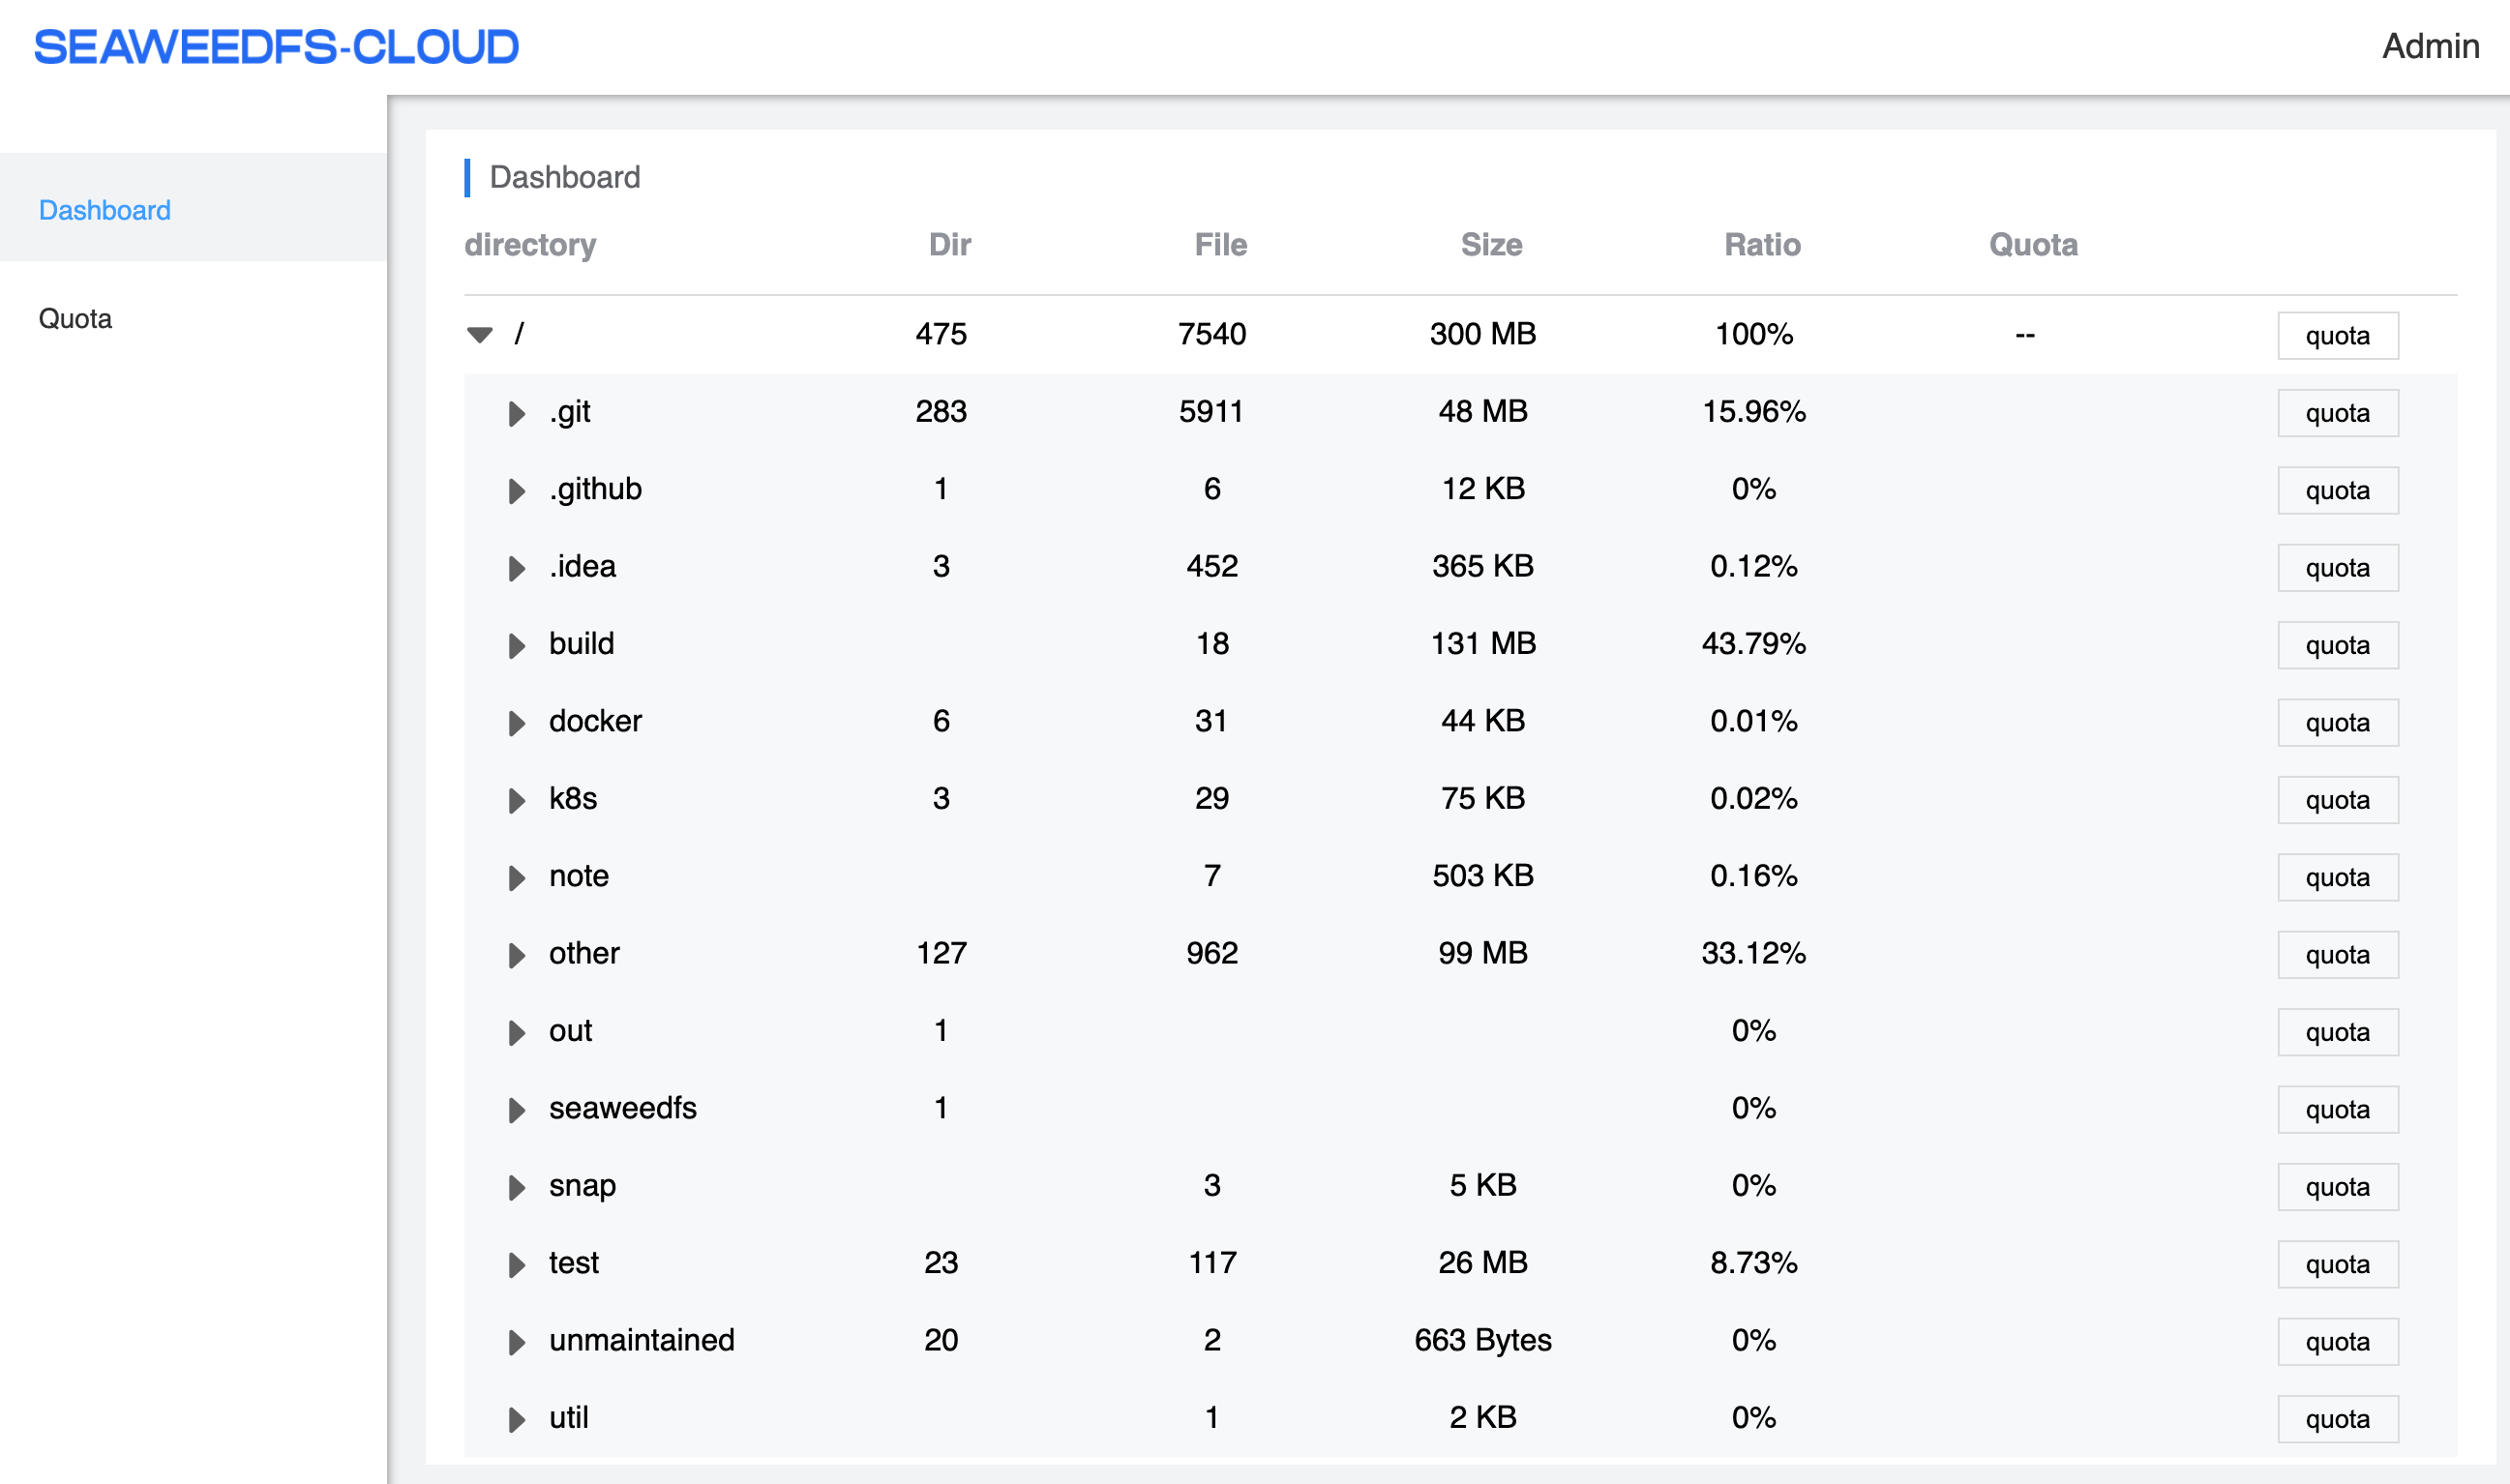 SEAWEEDFS-CLOUD
Admin
Dashboard
Quota
Dashboard
directory Dir File Size Ratio Quota
/ 475 7540 300 MB 100% -- quota
.git 283 5911 48 MB 15.96% quota
.github 1 6 12 KB 0% quota
.idea 3 452 365 KB 0.12% quota
build 18 131 MB 43.79% quota
docker 6 31 44 KB 0.01% quota
k8s 3 29 75 KB 0.02% quota
note 7 503 KB 0.16% quota
other 127 962 99 MB 33.12% quota
out 1 0% quota
seaweedfs 1 0% quota
snap 3 5 KB 0% quota
test 23 117 26 MB 8.73% quota
unmaintained 20 2 663 Bytes 0% quota
util 1 2 KB 0% quota